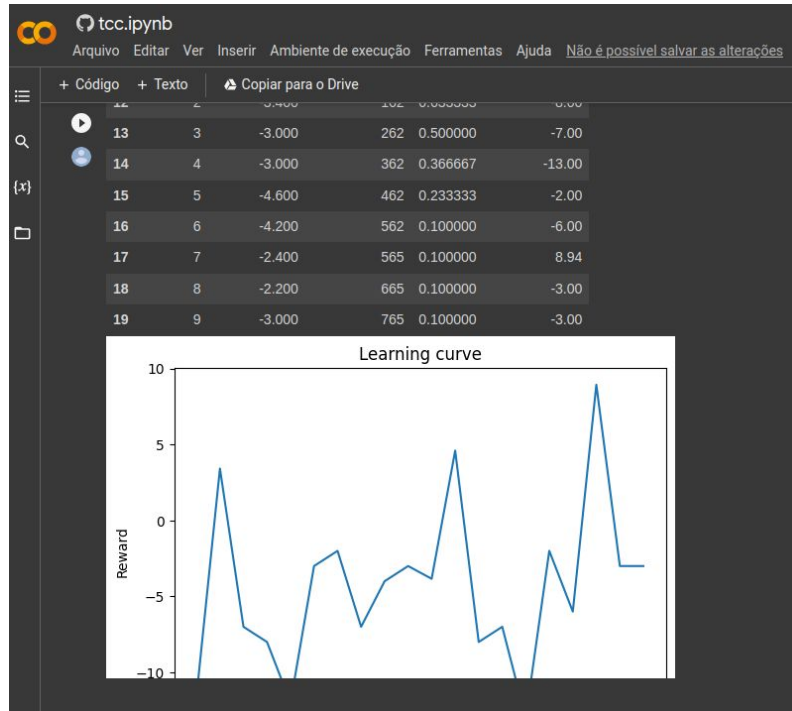 tcc.ipynb
Arquivo Editar Ver Inserir Ambiente de execução Ferramentas Ajuda Não é possível salvar as alterações
+ Código + Texto Copiar para o Drive
13 3 -3.000 262 0.500000 -7.00
14 4 -3.000 362 0.366667 -13.00
15 5 -4.600 462 0.233333 -2.00
{x}
16 6 -4.200 562 0.100000 -6.00
17 7 -2.400 565 0.100000 8.94
18 8 -2.200 665 0.100000 -3.00
19 9 -3.000 765 0.100000 -3.00
Learning curve
10
5
0
Reward
−5
−10